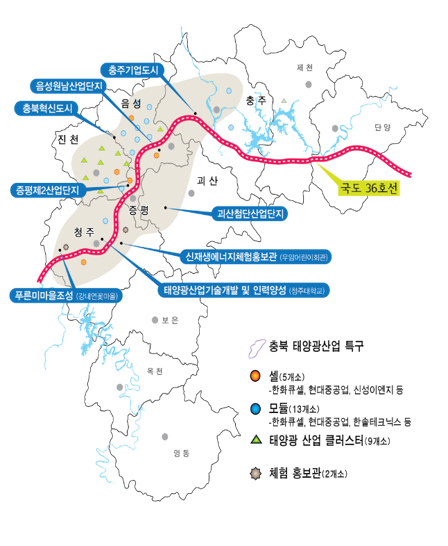 충주기업도시
제천
음성원남산업단지
음성
충주
충북혁신도시
단양
진천
증평제2산업단지
괴산
국도 36호선
증평
괴산첨단산업단지
청주
신재생에너지체험홍보관 (우암어린이회관)
푸른미마을조성 (강내연꽃마을)
태양광산업기술개발 및 인력양성 (청주대학교)
보은
충북 태양광산업 특구
옥천
셀(5개소)
-한화큐셀, 현대중공업, 신성이엔지 등
모듈(13개소)
-한화큐셀, 현대중공업, 한솔테크닉스 등
태양광 산업 클러스터(9개소)
영동
체험 홍보관(2개소)